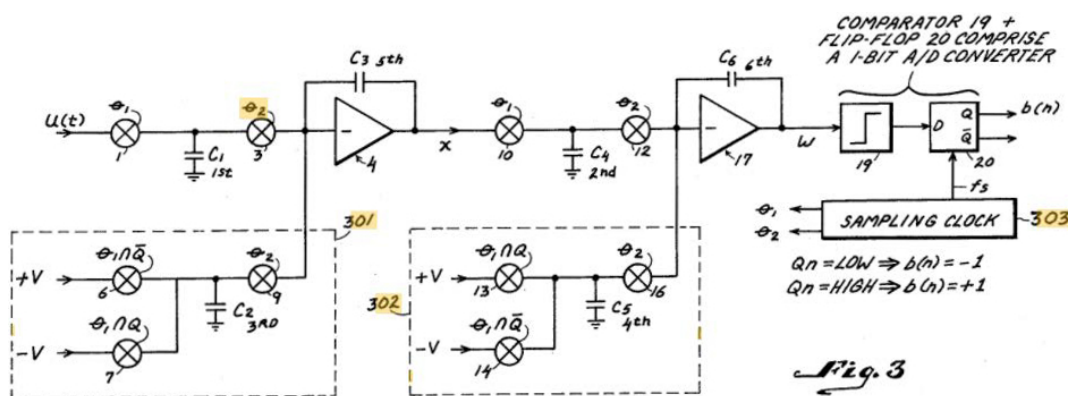 COMPARATOR 19 +
FLIP-FLOP 20 COMPRISE
A 1-BIT A/D CONVERTER
C3 5th
C6 6th
U(t)
θ1
θ2
1
C1
1st
3
4
x
θ1
θ2
10
C4
2nd
12
17
W
19
D Q
Q̅
20
b(n)
fs
301
θ1∩Q̅
θ2
+V
6
C2
3RD
9
θ1∩Q
-V
7
302
θ1∩Q
θ2
+V
13
C5
4th
16
θ1∩Q̅
-V
14
θ1
θ2
SAMPLING CLOCK
303
Qn = LOW ⇒ b(n) = -1
Qn = HIGH ⇒ b(n) = +1
Fig. 3